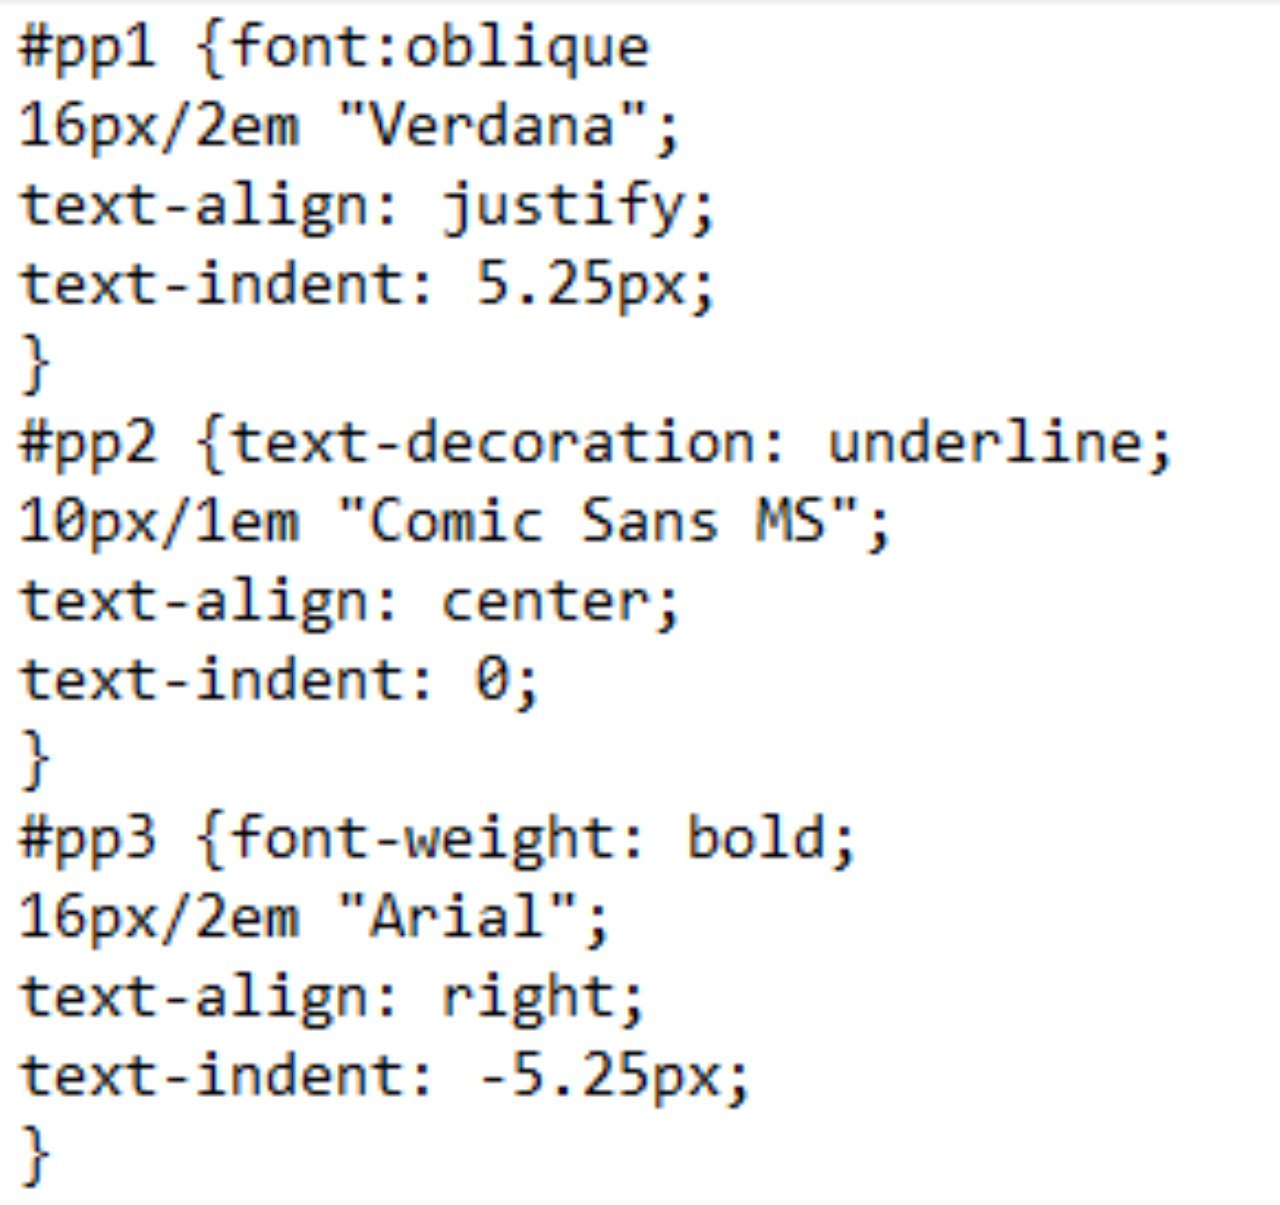 #pp1 {font:oblique
16px/2em "Verdana";
text-align: justify;
text-indent: 5.25px;
}
#pp2 {text-decoration: underline;
10px/1em "Comic Sans MS";
text-align: center;
text-indent: 0;
}
#pp3 {font-weight: bold;
16px/2em "Arial";
text-align: right;
text-indent: -5.25px;
}